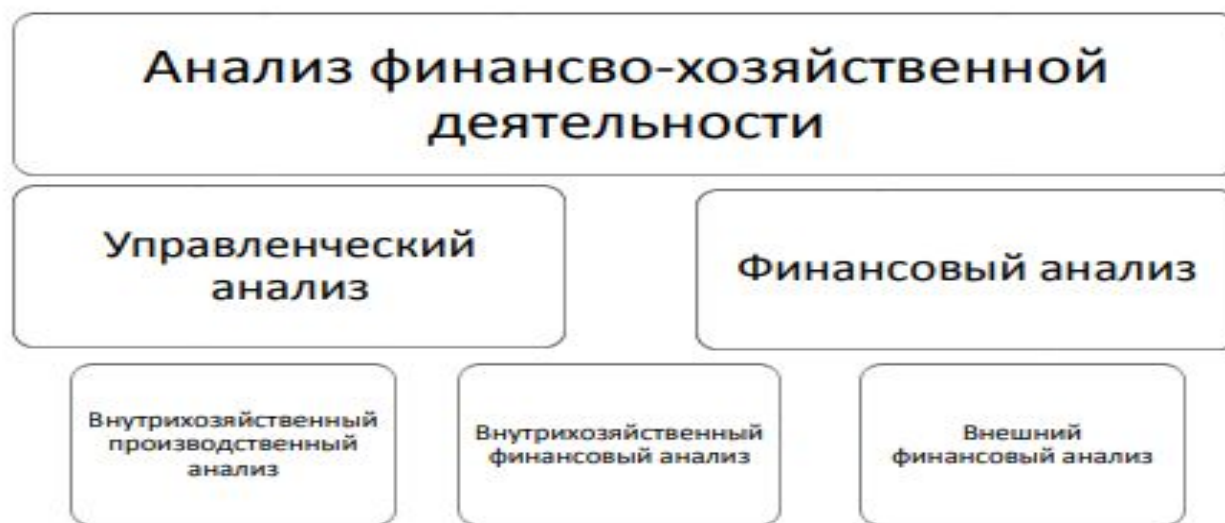 Анализ финансво-хозяйственной
деятельности
Управленческий
анализ
Финансовый анализ
Внутрихозяйственный
производственный
анализ
Внутрихозяйственный
финансовый анализ
Внешний
финансовый анализ